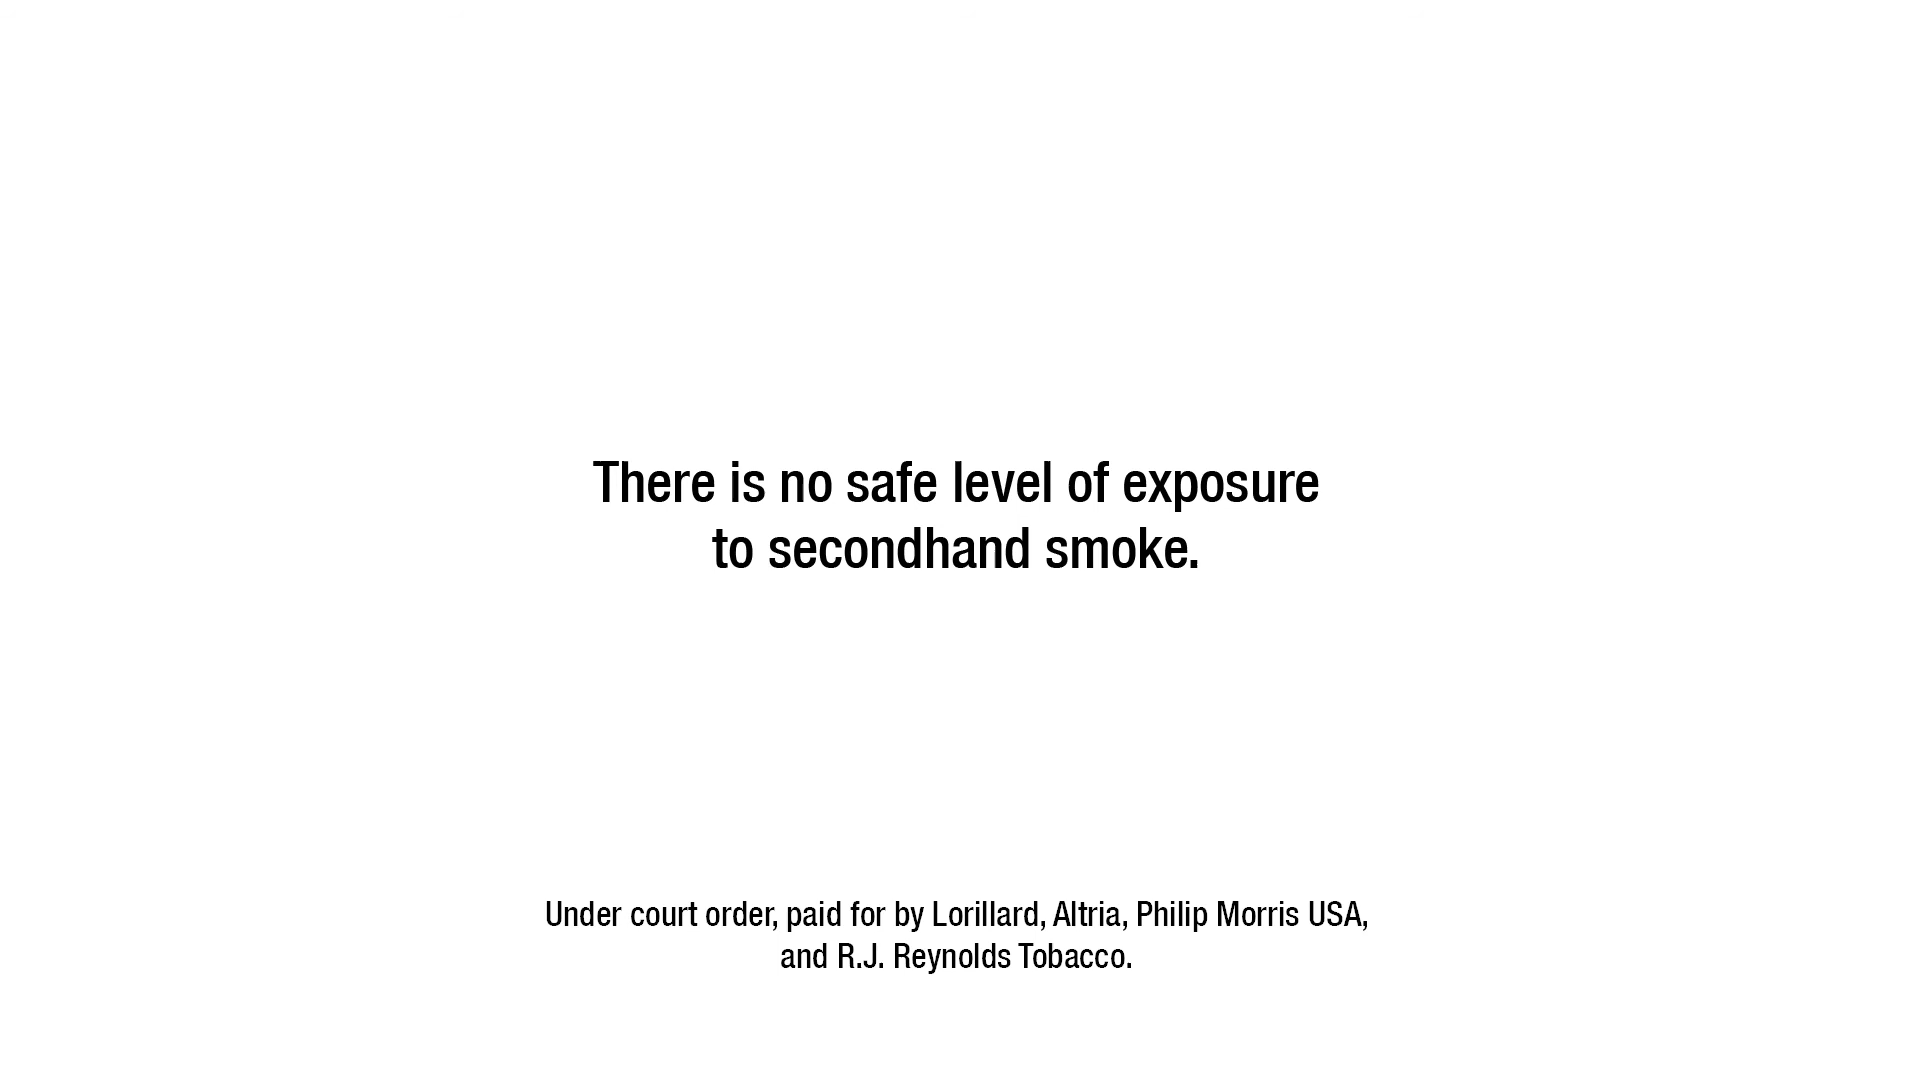 There is no safe level of exposure
to secondhand smoke.
Under court order, paid for by Lorillard, Altria, Philip Morris USA,
and R.J. Reynolds Tobacco.